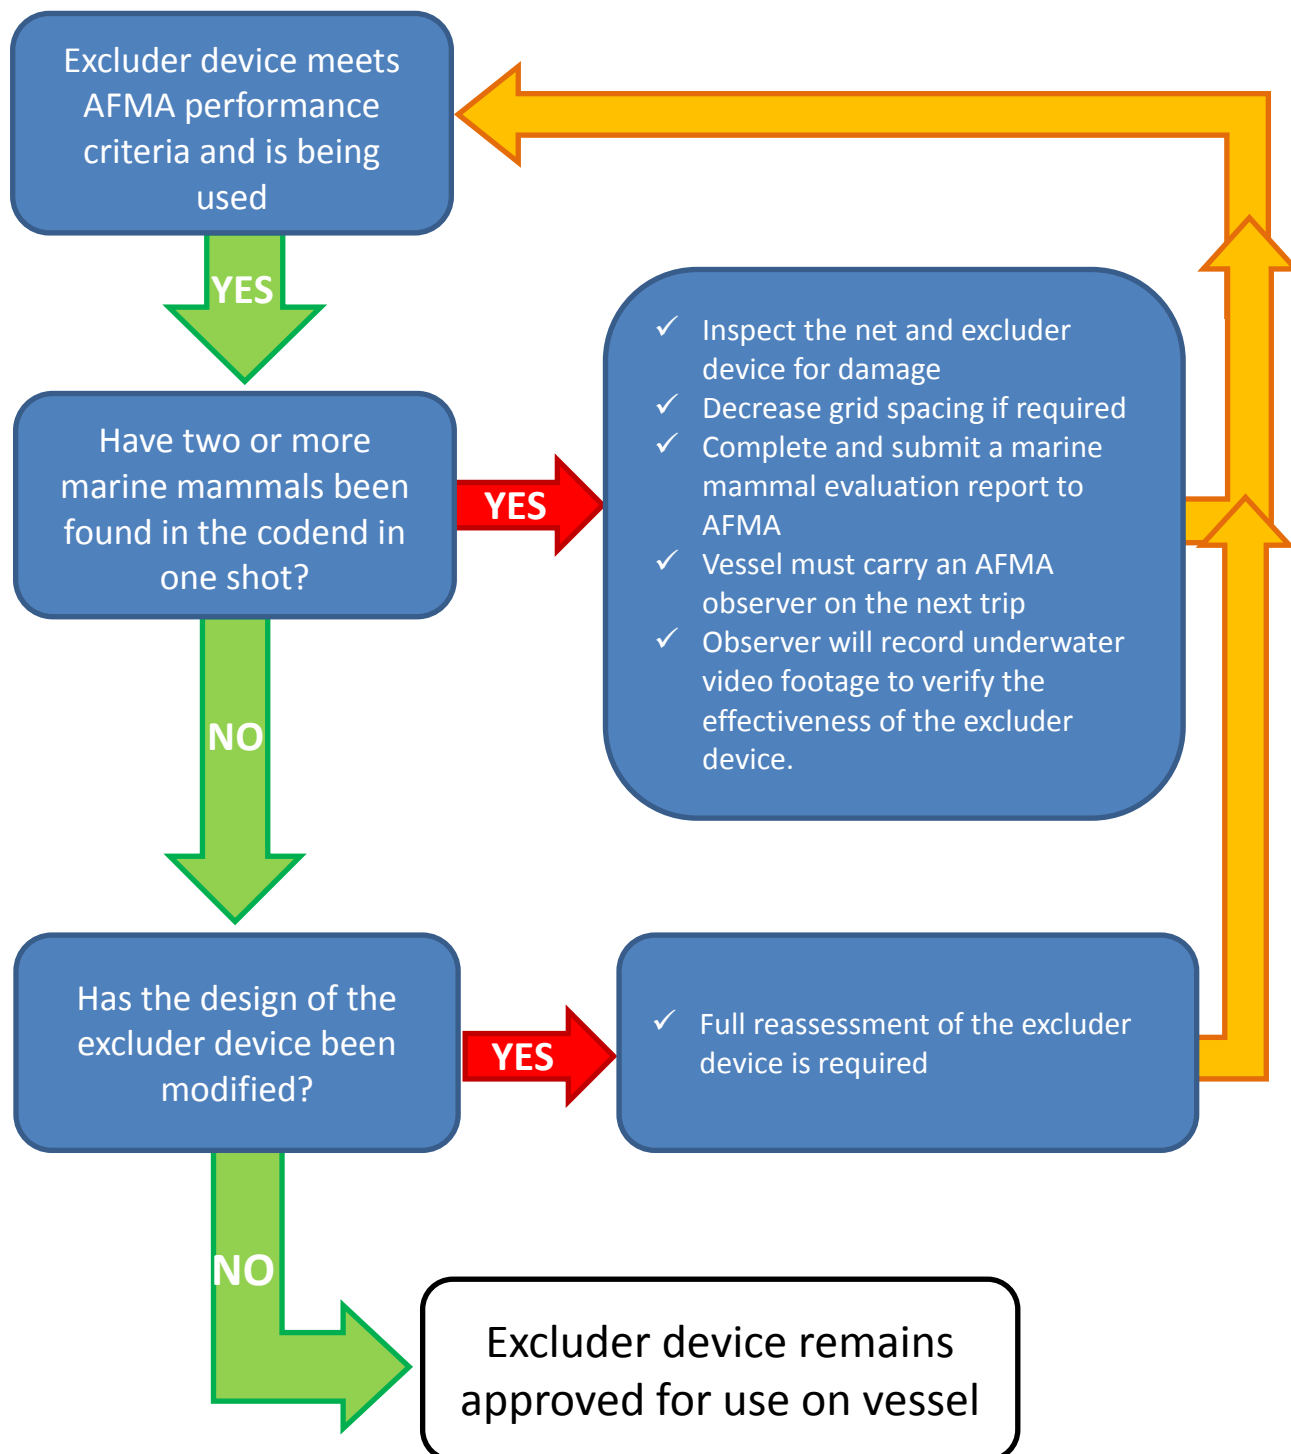 Excluder device meets
AFMA performance
criteria and is being
used
YES
Have two or more
marine mammals been
found in the codend in
one shot?
YES
✓ Inspect the net and excluder
device for damage
✓ Decrease grid spacing if required
✓ Complete and submit a marine
mammal evaluation report to
AFMA
✓ Vessel must carry an AFMA
observer on the next trip
✓ Observer will record underwater
video footage to verify the
effectiveness of the excluder
device.
NO
Has the design of the
excluder device been
modified?
YES
✓ Full reassessment of the excluder
device is required
NO
Excluder device remains
approved for use on vessel